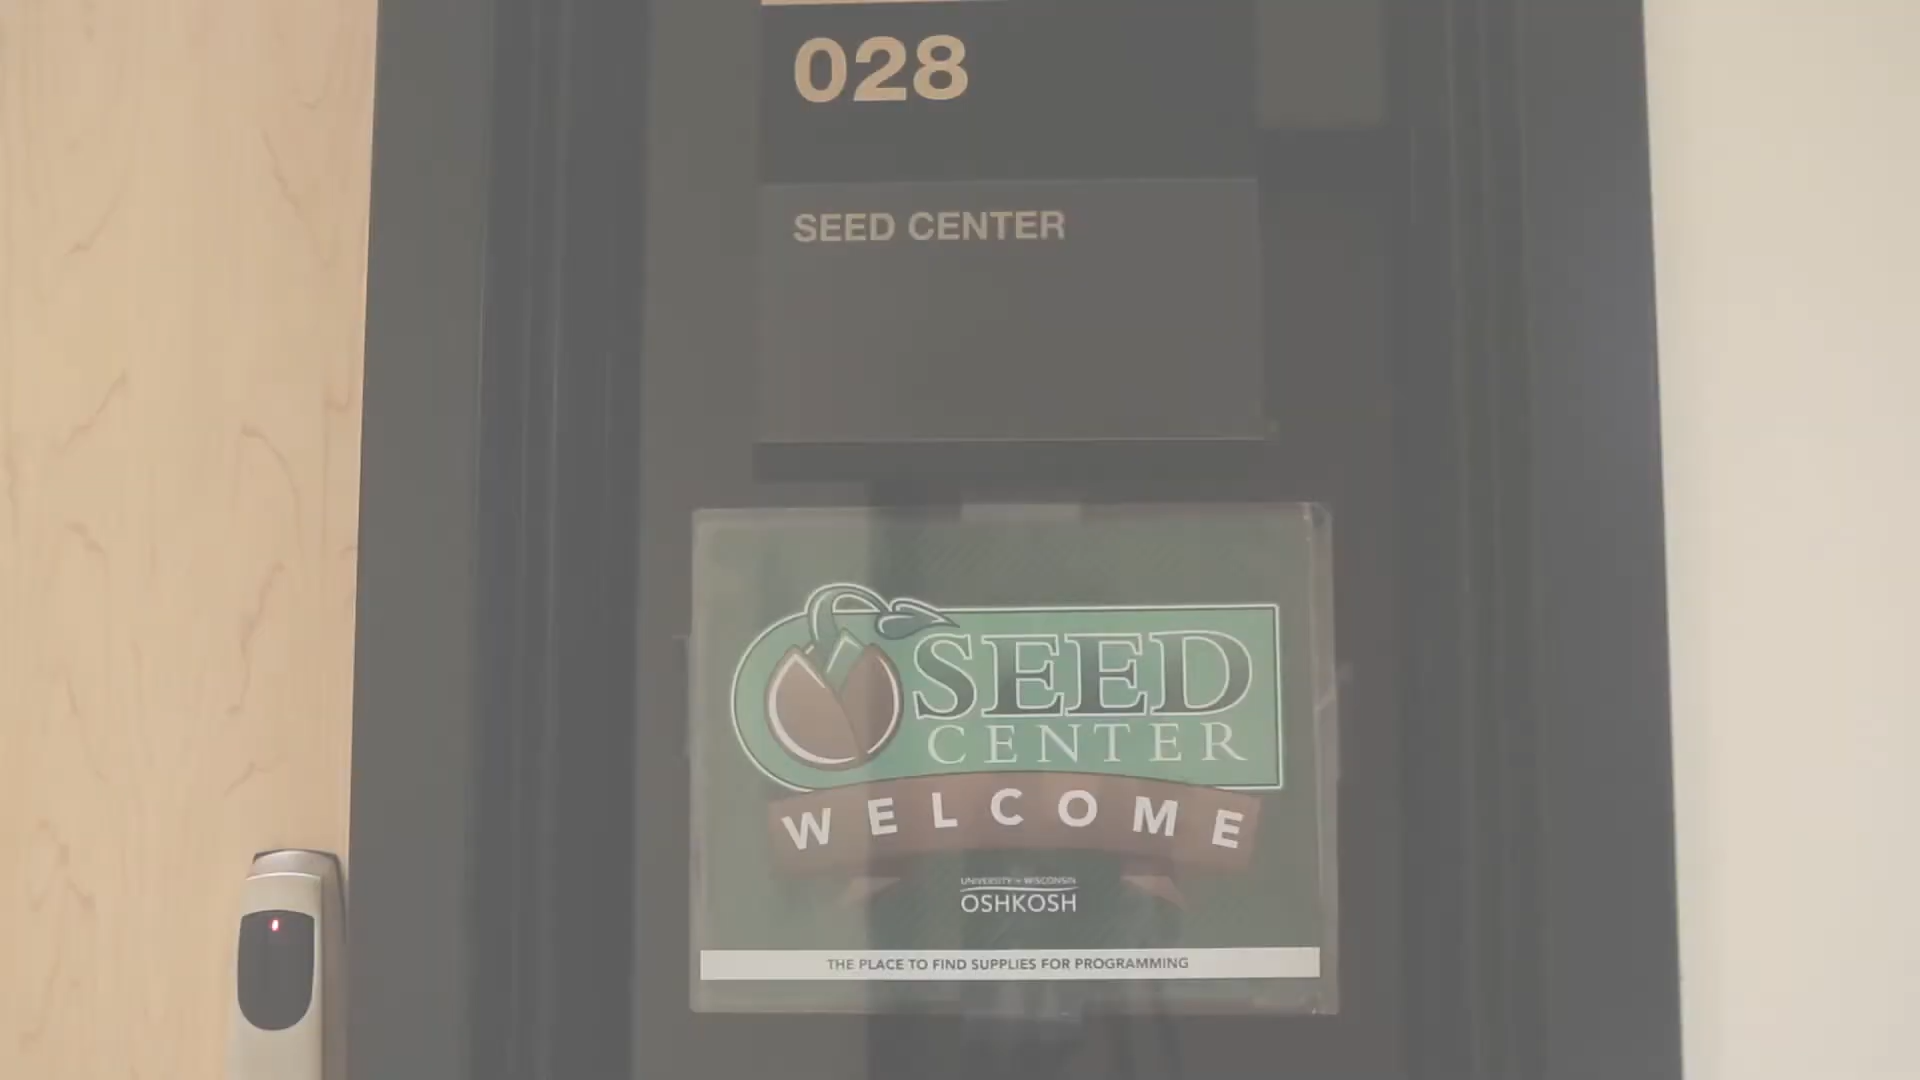 028
SEED CENTER
SEED
CENTER
WELCOME
UNIVERSITY OF WISCONSIN
OSHKOSH
THE PLACE TO FIND SUPPLIES FOR PROGRAMMING